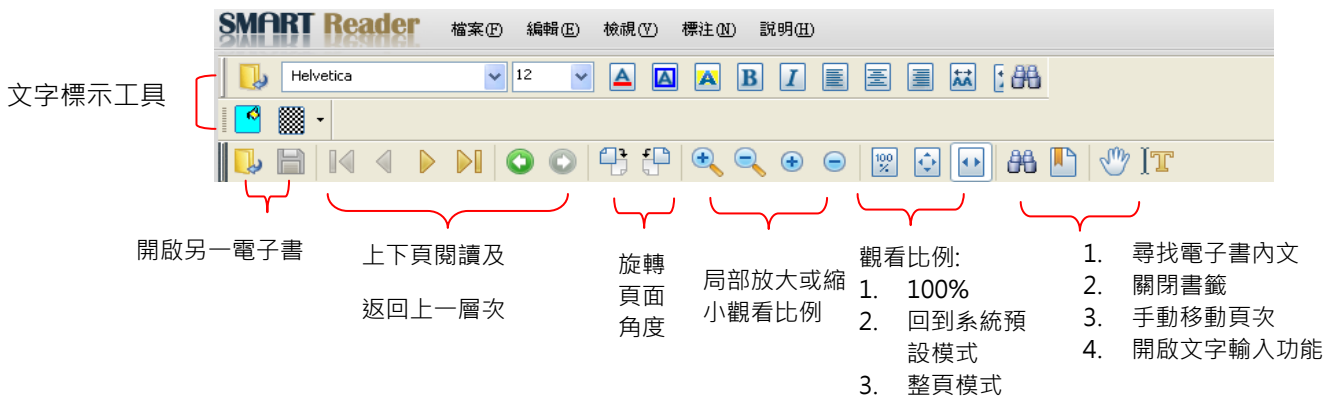 SMART Reader 檔案(F) 編輯(E) 檢視(V) 標注(N) 說明(H)
文字標示工具
Helvetica 12 A A A B I AA
100%
T
開啟另一電子書
上下頁閱讀及
返回上一層次
旋轉
頁面
角度
局部放大或縮
小觀看比例
觀看比例:
1. 100%
2. 回到系統預
設模式
3. 整頁模式
1. 尋找電子書內文
2. 關閉書籤
3. 手動移動頁次
4. 開啟文字輸入功能